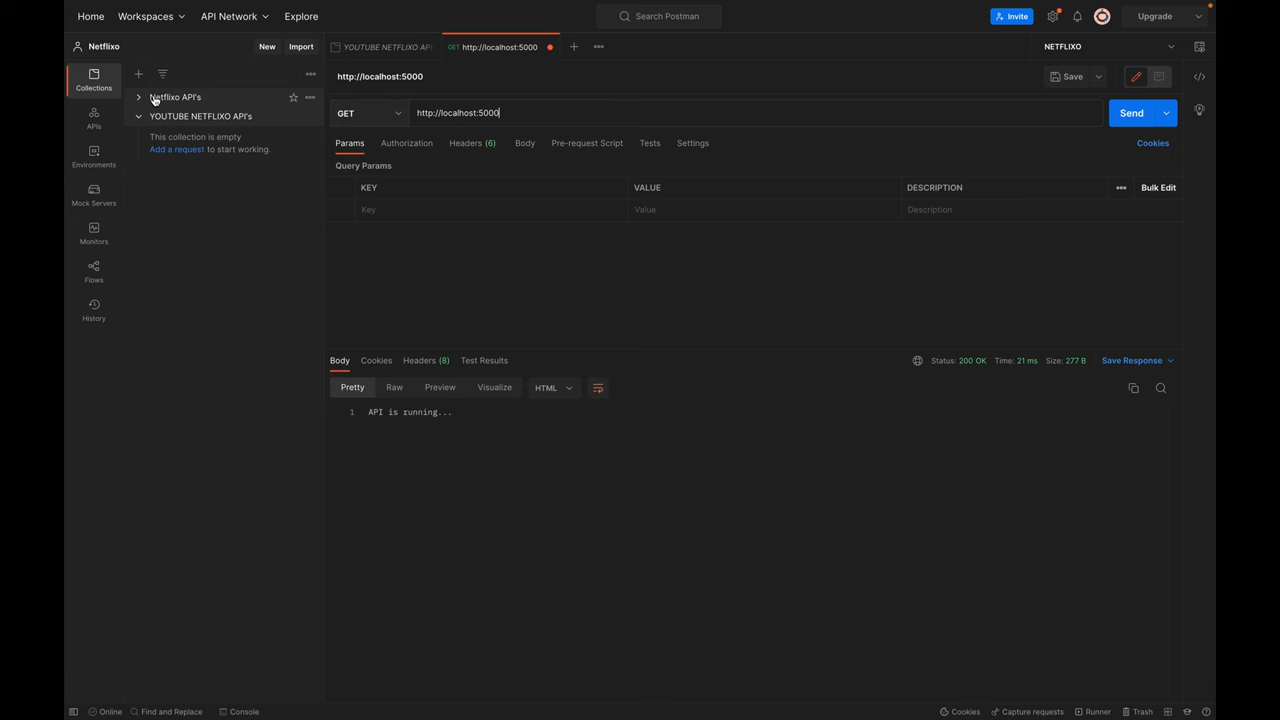 Home Workspaces API Network Explore Search Postman Invite Upgrade
Netflixo New Import YOUTUBE NETFLIXO API' GET http://localhost:5000 NETFLIXO
Collections
APIs
Environments
Mock Servers
Monitors
Flows
History
Netflixo API's
YOUTUBE NETFLIXO API's
This collection is empty
Add a request to start working.
http://localhost:5000 Save
GET http://localhost:5000 Send
Params Authorization Headers (6) Body Pre-request Script Tests Settings Cookies
Query Params
KEY VALUE DESCRIPTION Bulk Edit
Key Value Description
Body Cookies Headers (8) Test Results Status: 200 OK Time: 21 ms Size: 277 B Save Response
Pretty Raw Preview Visualize HTML
1 API is running...
Online Find and Replace Console Cookies Capture requests Runner Trash